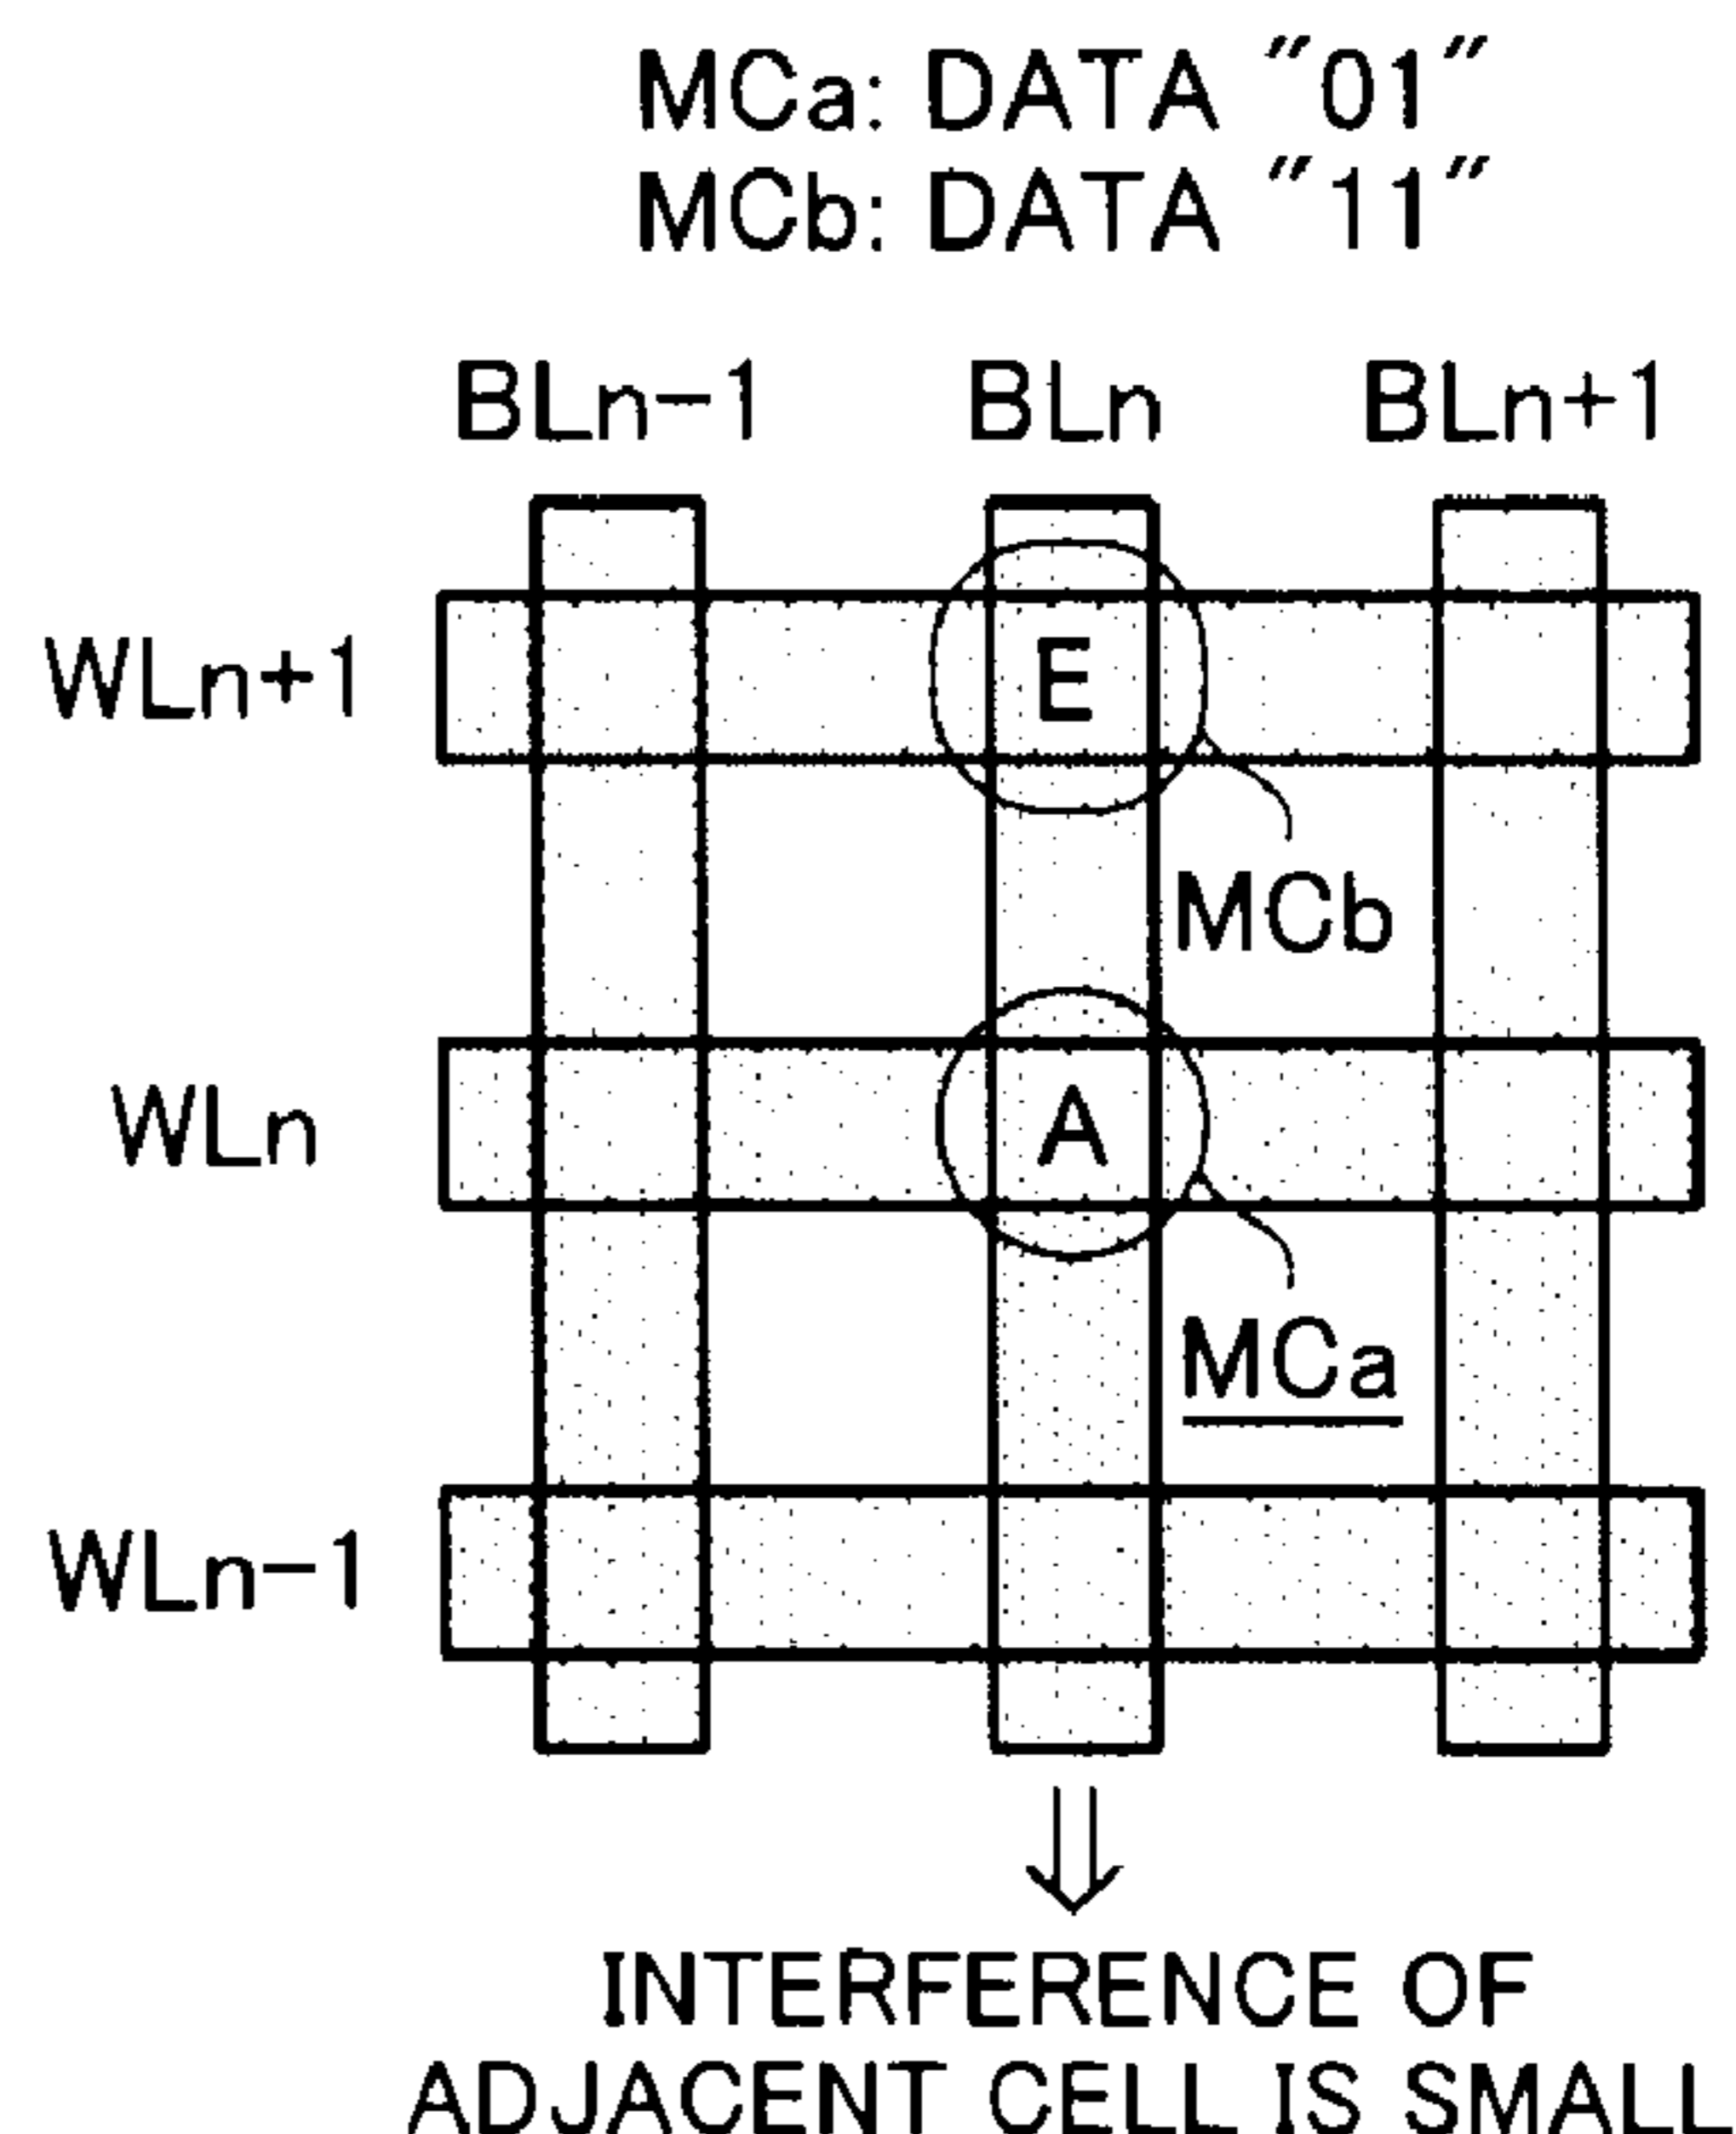 MCa: DATA "01"
MCb: DATA "11"
BLn-1 BLn BLn+1
WLn+1 E
MCb
WLn A
MCa
WLn-1
INTERFERENCE OF
ADJACENT CELL IS SMALL